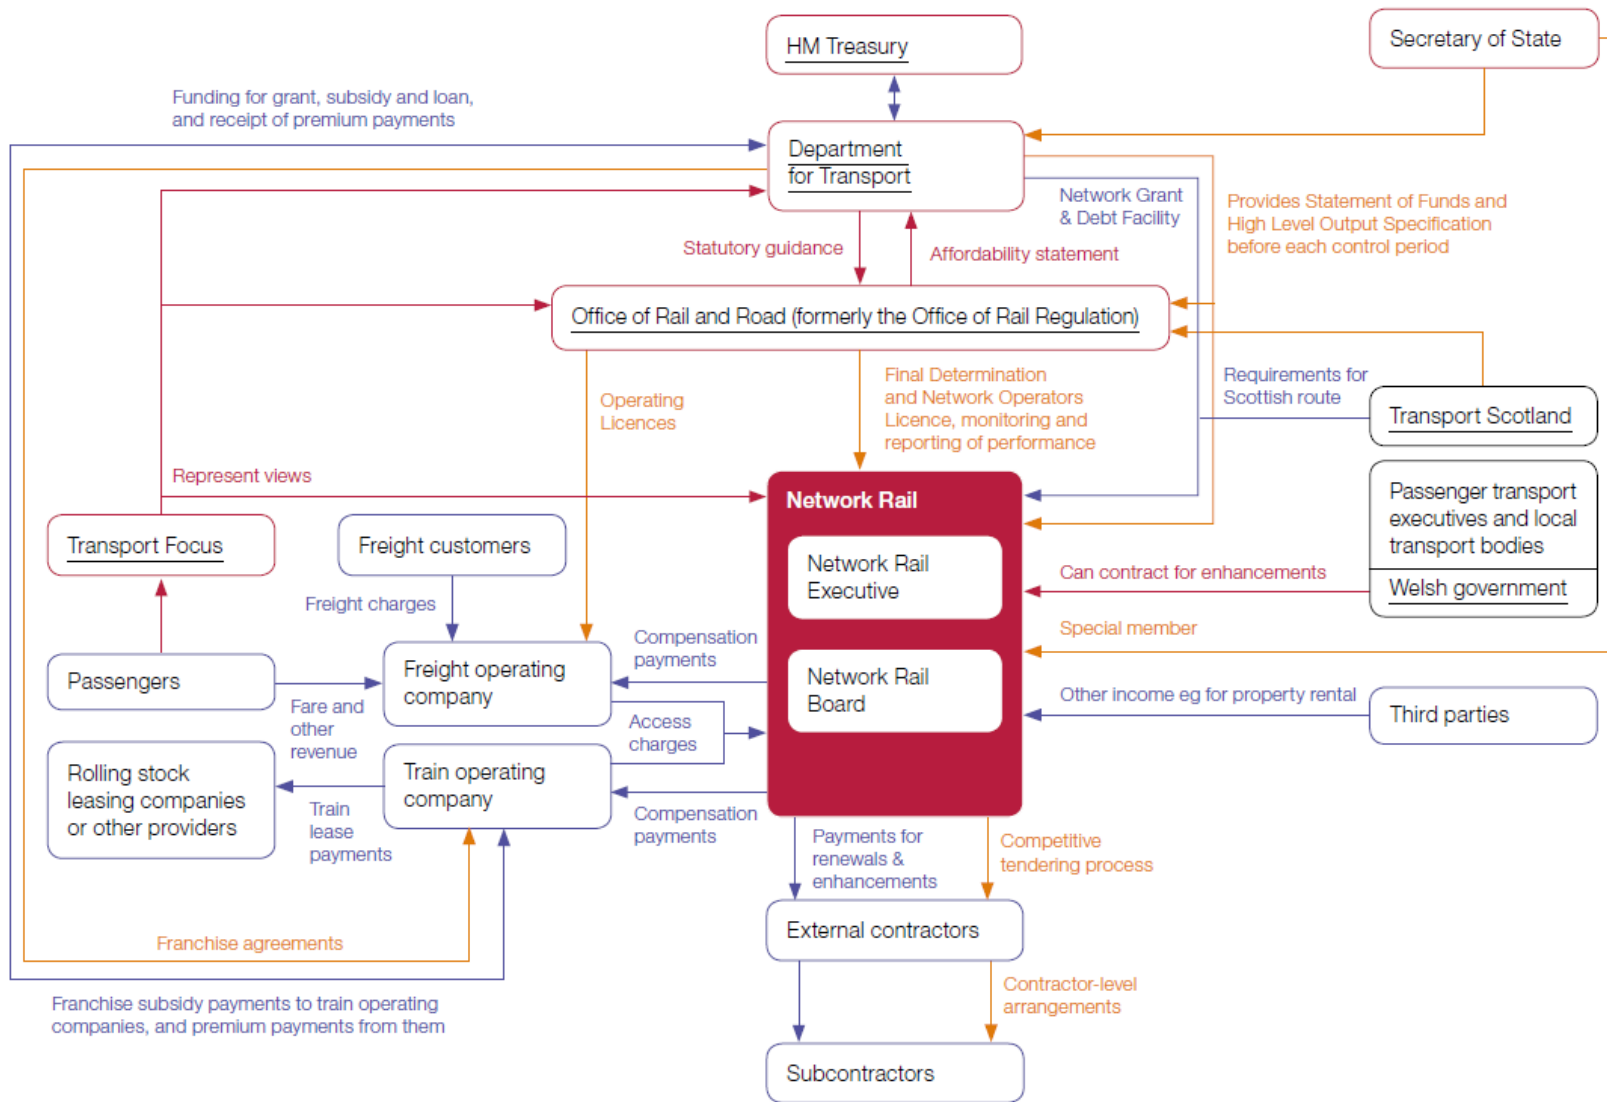 HM Treasury
Secretary of State
Funding for grant, subsidy and loan,
and receipt of premium payments
Department
for Transport
Network Grant
& Debt Facility
Provides Statement of Funds and
High Level Output Specification
before each control period
Statutory guidance
Affordability statement
Office of Rail and Road (formerly the Office of Rail Regulation)
Operating
Licences
Final Determination
and Network Operators
Licence, monitoring and
reporting of performance
Requirements for
Scottish route
Transport Scotland
Represent views
Network Rail
Passenger transport
executives and local
transport bodies
Welsh government
Transport Focus
Freight customers
Network Rail
Executive
Can contract for enhancements
Freight charges
Special member
Compensation
payments
Passengers
Freight operating
company
Network Rail
Board
Other income eg for property rental
Third parties
Fare and
other
revenue
Access
charges
Rolling stock
leasing companies
or other providers
Train operating
company
Train
lease
payments
Compensation
payments
Payments for
renewals &
enhancements
Competitive
tendering process
External contractors
Franchise agreements
Contractor-level
arrangements
Franchise subsidy payments to train operating
companies, and premium payments from them
Subcontractors